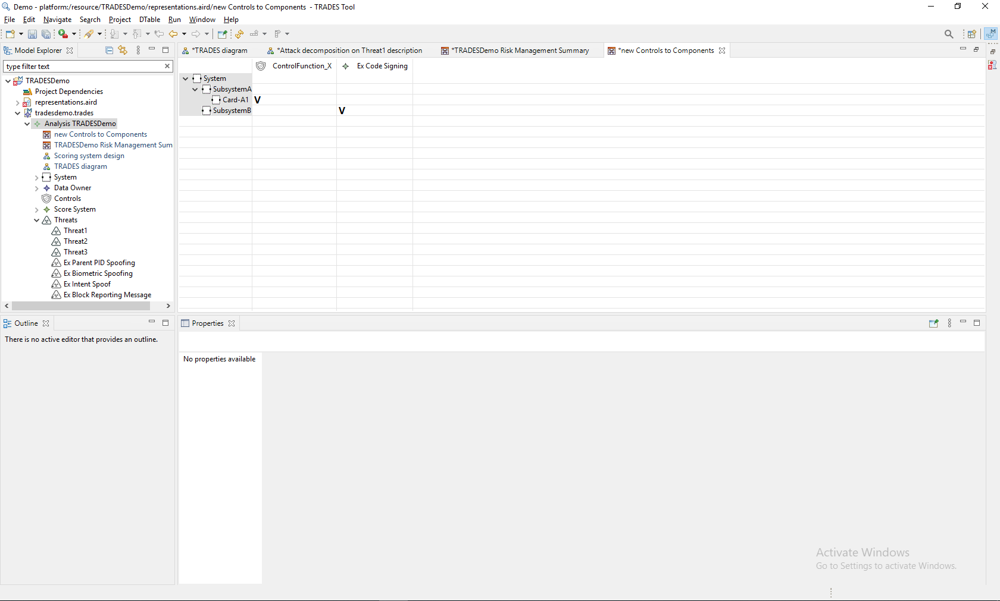 Demo - platform:/resource/TRADESDemo/representations.aird/new Controls to Components - TRADES Tool
File Edit Navigate Search Project DTable Run Window Help
Model Explorer
*TRADES diagram
*Attack decomposition on Threat1 description
*TRADESDemo Risk Management Summary
*new Controls to Components
type filter text
TRADESDemo
Project Dependencies
representations.aird
tradesdemo.trades
Analysis TRADESDemo
new Controls to Components
TRADESDemo Risk Management Sum
Scoring system design
TRADES diagram
System
Data Owner
Controls
Score System
Threats
Threat1
Threat2
Threat3
Ex Parent PID Spoofing
Ex Biometric Spoofing
Ex Intent Spoof
Ex Block Reporting Message
ControlFunction_X Ex Code Signing
System
SubsystemA
Card-A1 V
SubsystemB V
Outline
There is no active editor that provides an outline.
Properties
No properties available
Activate Windows
Go to Settings to activate Windows.